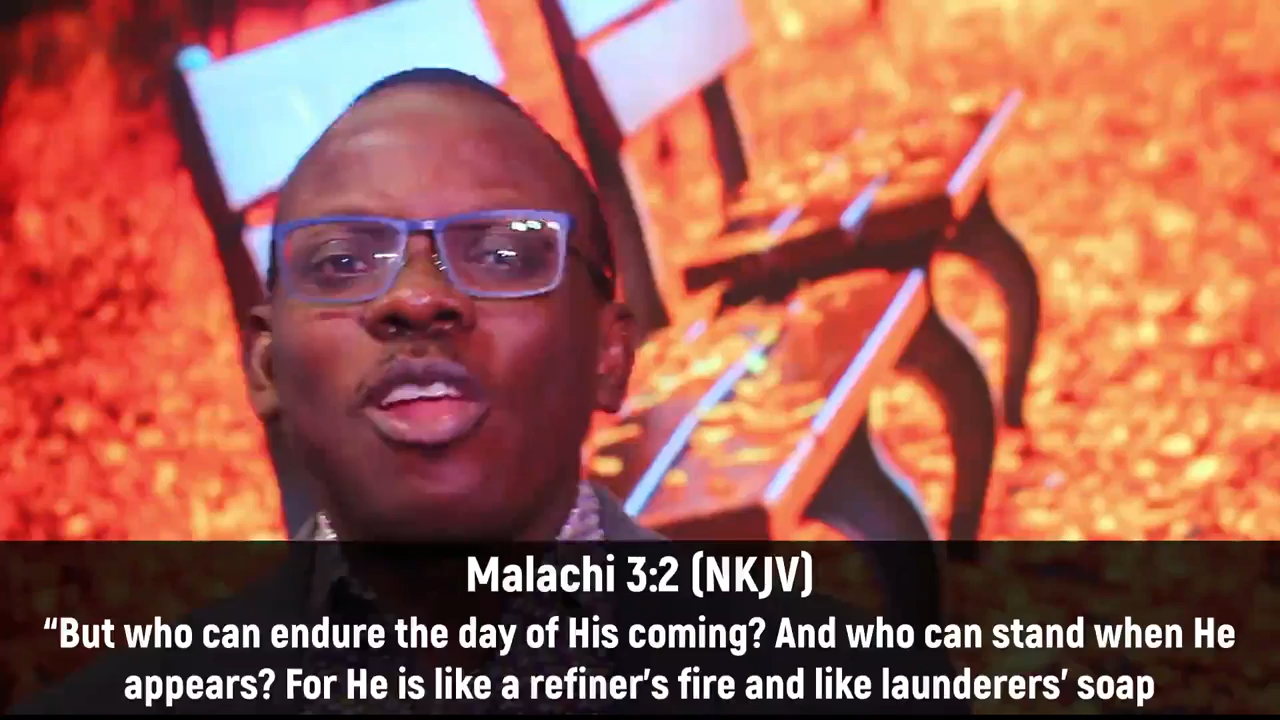 Malachi 3:2 (NKJV)
“But who can endure the day of His coming? And who can stand when He
appears? For He is like a refiner’s fire and like launderers’ soap